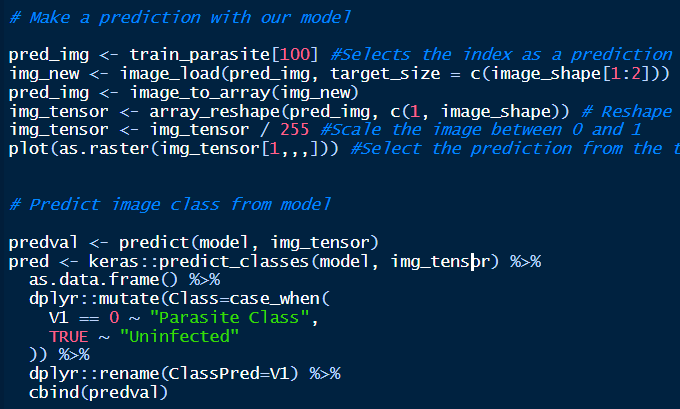 # Make a prediction with our model
pred_img <- train_parasite[100] #Selects the index as a prediction
img_new <- image_load(pred_img, target_size = c(image_shape[1:2]))
pred_img <- image_to_array(img_new)
img_tensor <- array_reshape(pred_img, c(1, image_shape)) # Reshape
img_tensor <- img_tensor / 255 #Scale the image between 0 and 1
plot(as.raster(img_tensor[1,,,])) #Select the prediction from the t
# Predict image class from model
predval <- predict(model, img_tensor)
pred <- keras::predict_classes(model, img_tensor) %>%
  as.data.frame() %>%
  dplyr::mutate(Class=case_when(
    V1 == 0 ~ "Parasite Class",
    TRUE ~ "Uninfected"
  )) %>%
  dplyr::rename(ClassPred=V1) %>%
  cbind(predval)